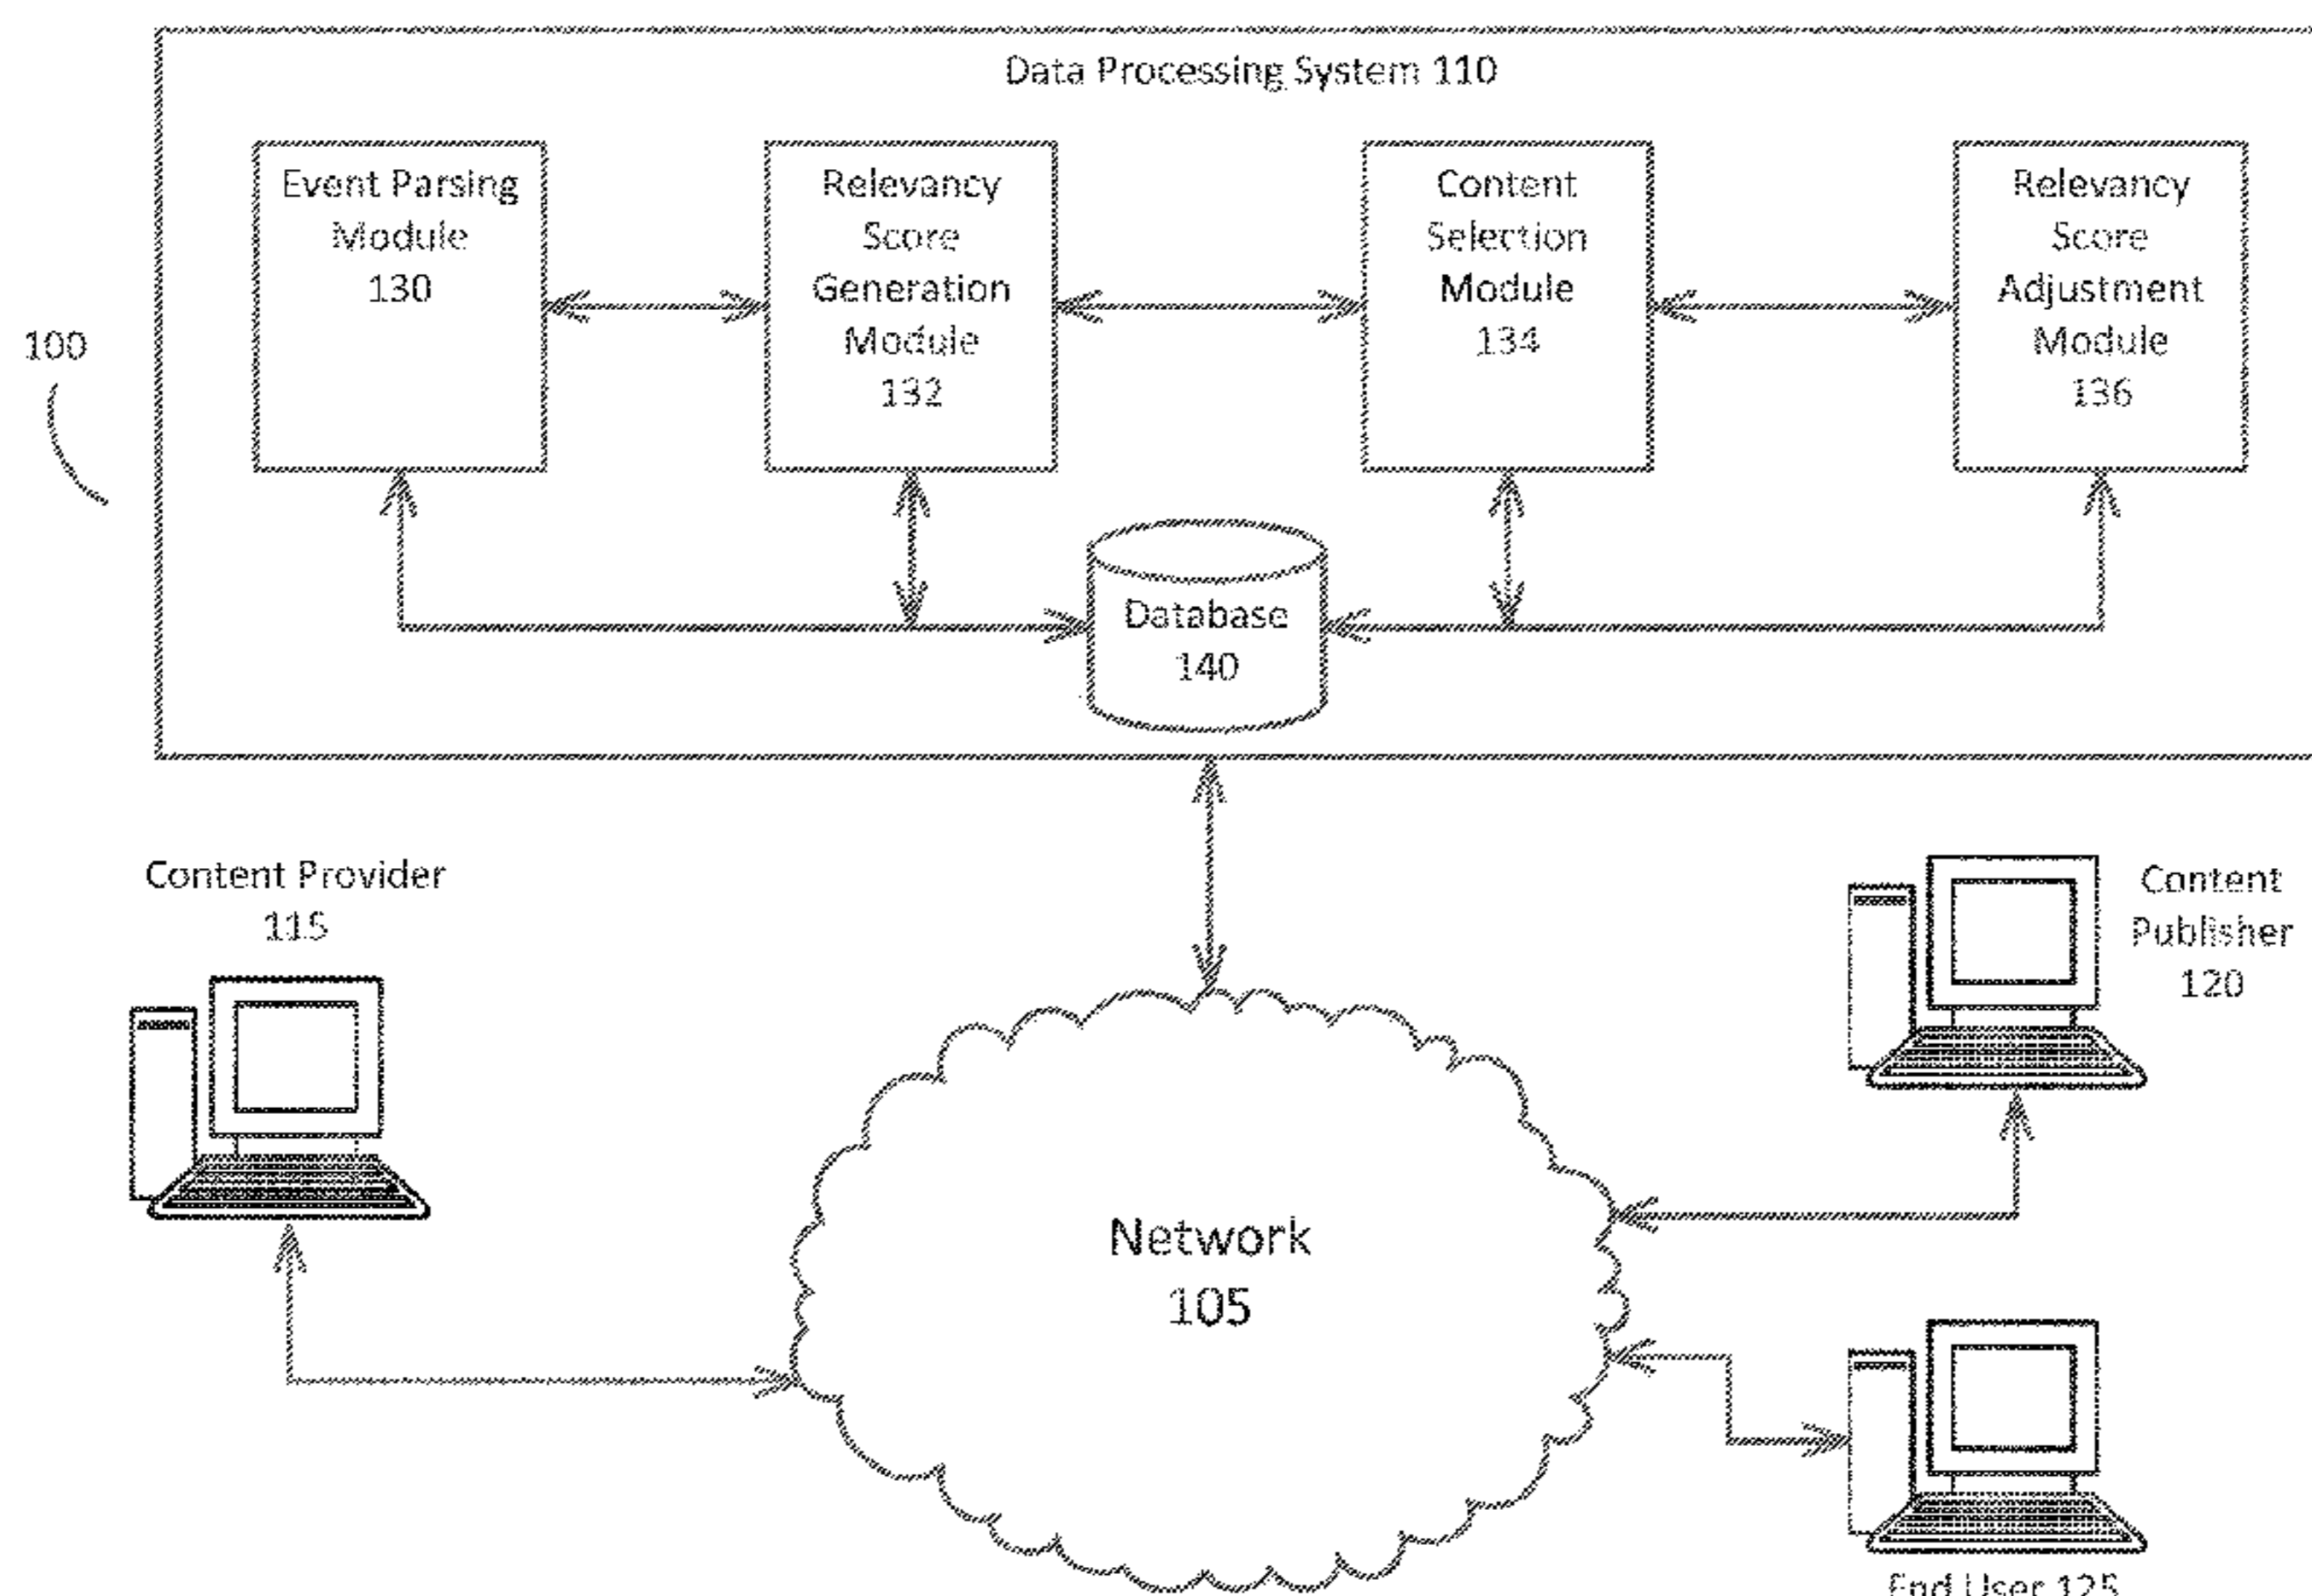 Data Processing System 110
Event Parsing
Module
130
Relevancy
Score
Generation
Module
132
Content
Selection
Module
134
Relevancy
Score
Adjustment
Module
136
100
Database
140
Content Provider
115
Content
Publisher
120
Network
105
End User 125